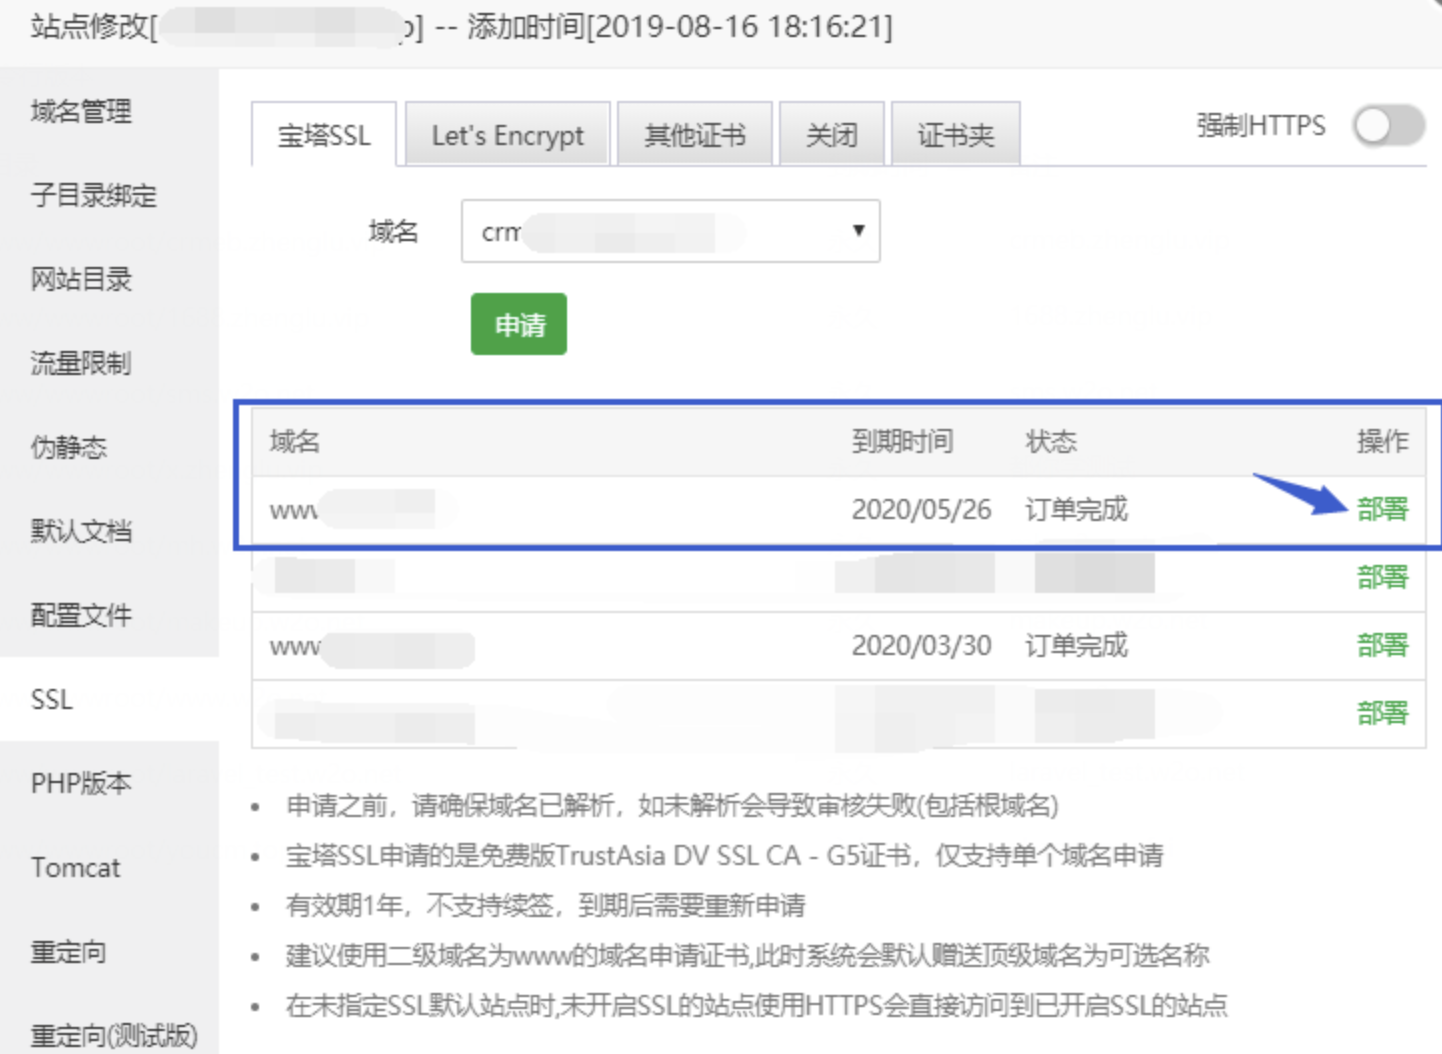 站点修改[ p] -- 添加时间[2019-08-16 18:16:21]
域名管理
子目录绑定
网站目录
流量限制
伪静态
默认文档
配置文件
SSL
PHP版本
Tomcat
重定向
重定向(测试版)
宝塔SSL Let's Encrypt 其他证书 关闭 证书夹 强制HTTPS
域名 crm
申请
域名 到期时间 状态 操作
www 2020/05/26 订单完成 部署
部署
www 2020/03/30 订单完成 部署
部署
• 申请之前，请确保域名已解析，如未解析会导致审核失败(包括根域名)
• 宝塔SSL申请的是免费版TrustAsia DV SSL CA - G5证书，仅支持单个域名申请
• 有效期1年，不支持续签，到期后需要重新申请
• 建议使用二级域名为www的域名申请证书,此时系统会默认赠送顶级域名为可选名称
• 在未指定SSL默认站点时,未开启SSL的站点使用HTTPS会直接访问到已开启SSL的站点